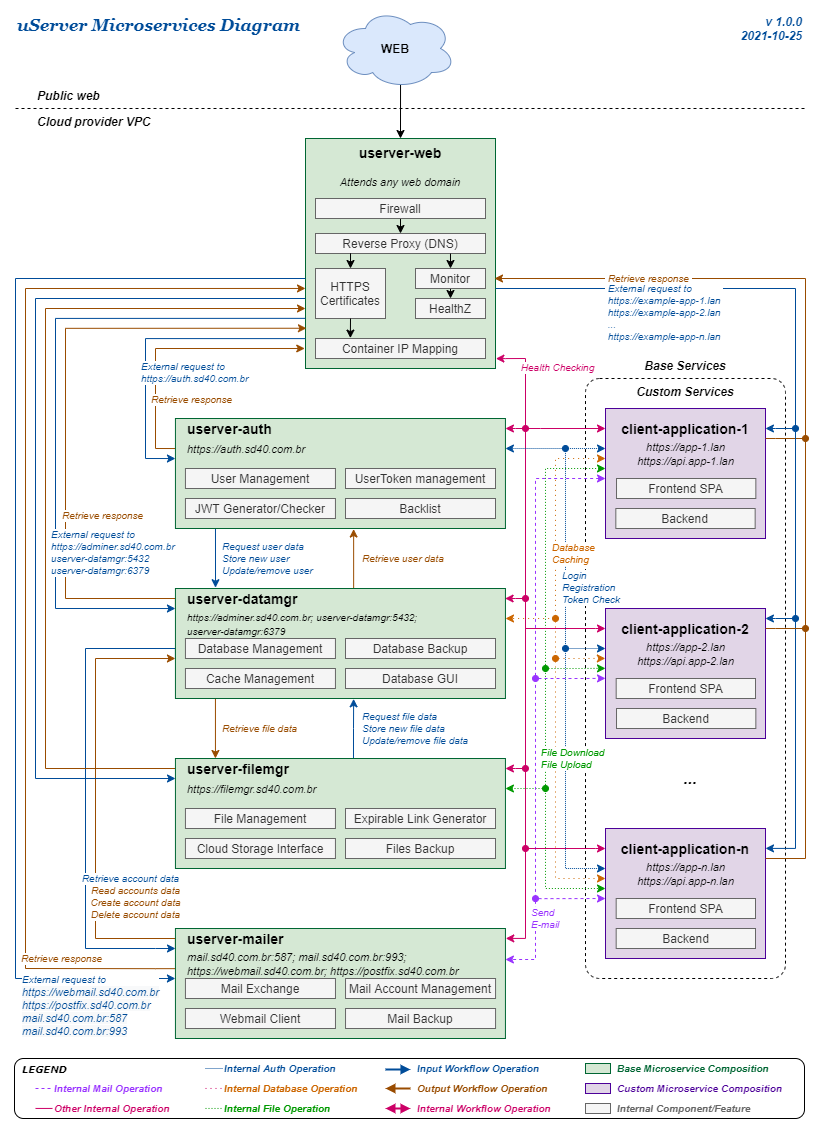 uServer Microservices Diagram
v 1.0.0
2021-10-25
WEB
Public web
Cloud provider VPC
userver-web
Attends any web domain
Firewall
Reverse Proxy (DNS)
HTTPS
Certificates
Monitor
HealthZ
Container IP Mapping
Retrieve response
External request to
https://example-app-1.lan
https://example-app-2.lan
...
https://example-app-n.lan
External request to
https://auth.sd40.com.br
Retrieve response
Health Checking
Base Services
Custom Services
userver-auth
https://auth.sd40.com.br
User Management
UserToken management
JWT Generator/Checker
Backlist
client-application-1
https://app-1.lan
https://api.app-1.lan
Frontend SPA
Backend
Retrieve response
External request to
https://adminer.sd40.com.br
userver-datamgr:5432
userver-datamgr:6379
Request user data
Store new user
Update/remove user
Retrieve user data
Database
Caching
Login
Registration
Token Check
userver-datamgr
https://adminer.sd40.com.br; userver-datamgr:5432;
userver-datamgr:6379
Database Management
Database Backup
Cache Management
Database GUI
client-application-2
https://app-2.lan
https://api.app-2.lan
Frontend SPA
Backend
Retrieve file data
Request file data
Store new file data
Update/remove file data
File Download
File Upload
userver-filemgr
https://filemgr.sd40.com.br
File Management
Expirable Link Generator
Cloud Storage Interface
Files Backup
...
client-application-n
https://app-n.lan
https://api.app-n.lan
Frontend SPA
Backend
Retrieve account data
Read accounts data
Create account data
Delete account data
Send
E-mail
userver-mailer
mail.sd40.com.br:587; mail.sd40.com.br:993;
https://webmail.sd40.com.br; https://postfix.sd40.com.br
Mail Exchange
Mail Account Management
Webmail Client
Mail Backup
Retrieve response
External request to
https://webmail.sd40.com.br
https://postfix.sd40.com.br
mail.sd40.com.br:587
mail.sd40.com.br:993
LEGEND
Internal Auth Operation
Input Workflow Operation
Base Microservice Composition
Internal Mail Operation
Internal Database Operation
Output Workflow Operation
Custom Microservice Composition
Other Internal Operation
Internal File Operation
Internal Workflow Operation
Internal Component/Feature